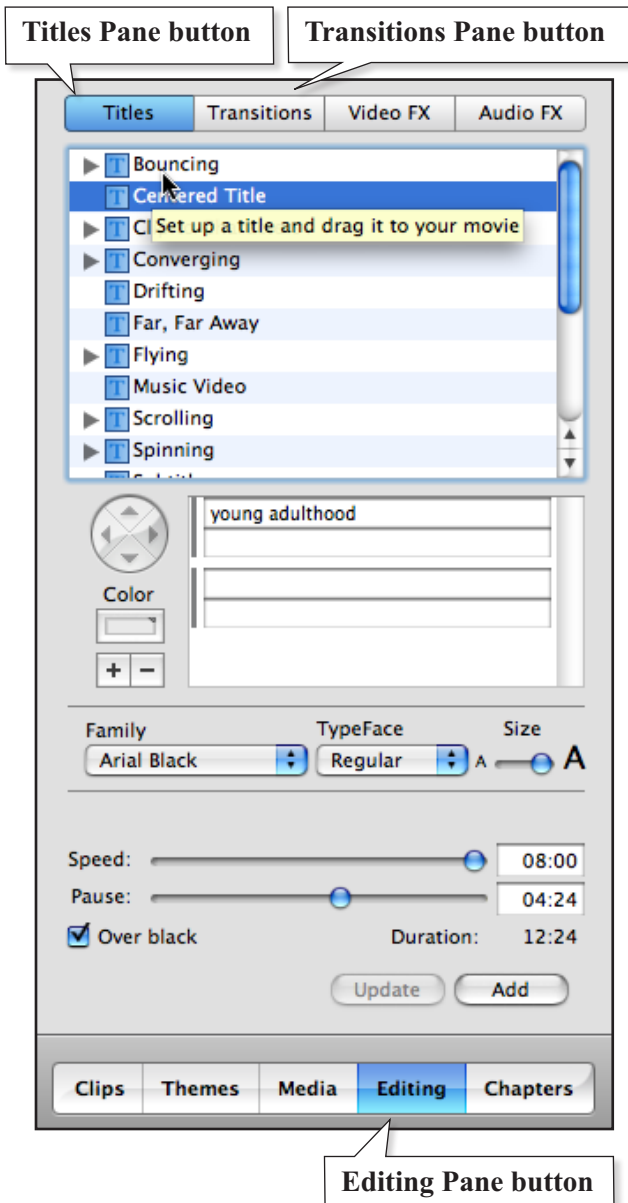 Titles Pane button
Transitions Pane button
Titles Transitions Video FX Audio FX
Bouncing
Centered Title
Cl
Set up a title and drag it to your movie
Converging
Drifting
Far, Far Away
Flying
Music Video
Scrolling
Spinning
young adulthood
Color
+ −
Family TypeFace Size
Arial Black Regular A A
Speed: 08:00
Pause: 04:24
Over black Duration: 12:24
Update Add
Clips Themes Media Editing Chapters
Editing Pane button